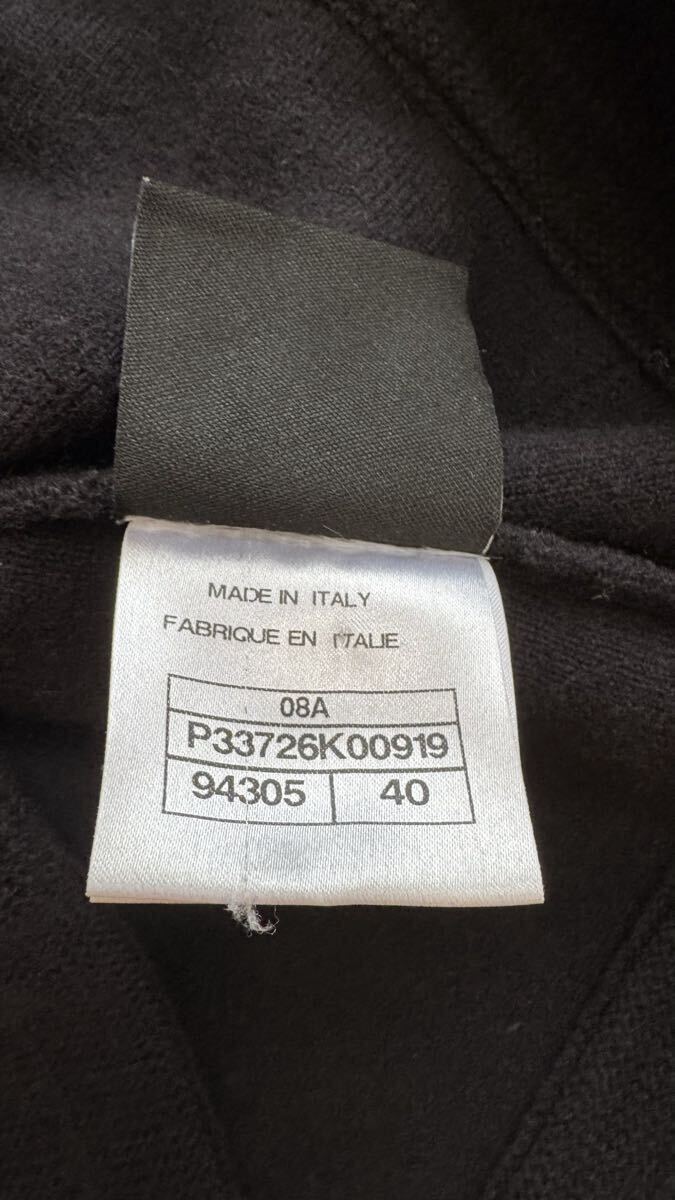 MADE IN ITALY
FABRIQUE EN ITALIE
08A
P33726K00919
94305 40